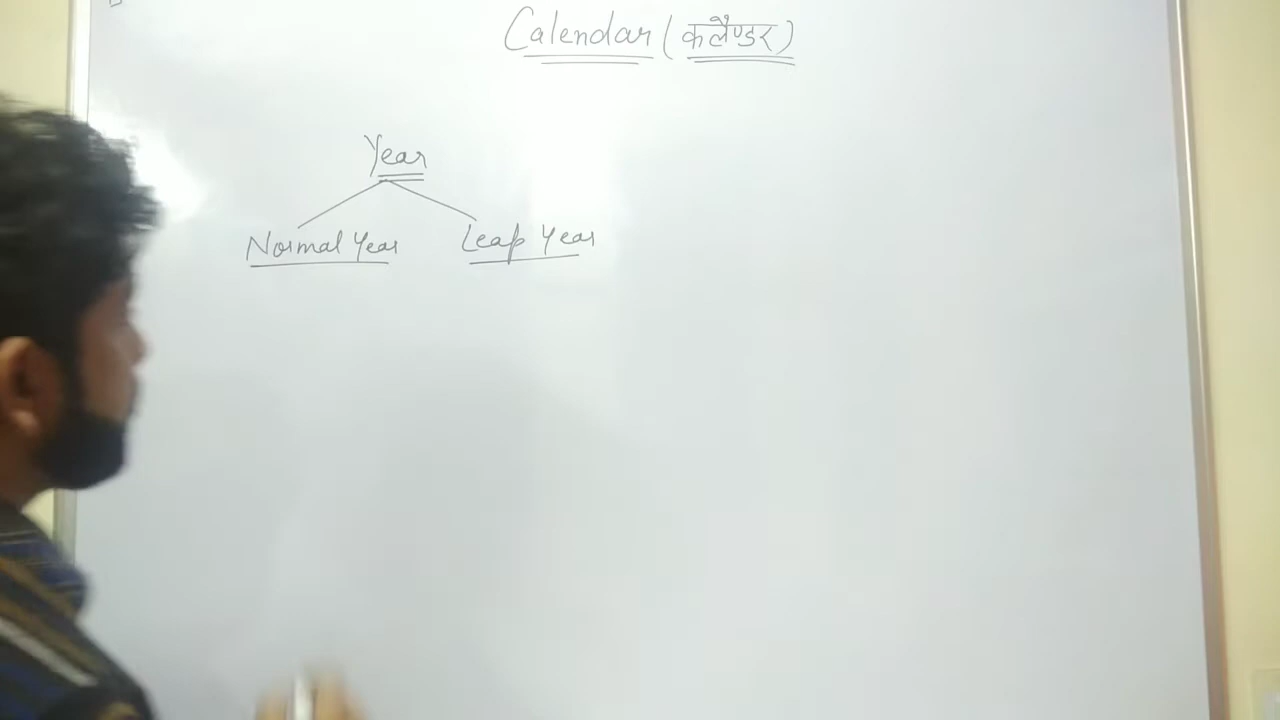 Calendar (कलैण्डर)
Year
Normal Year Leap Year